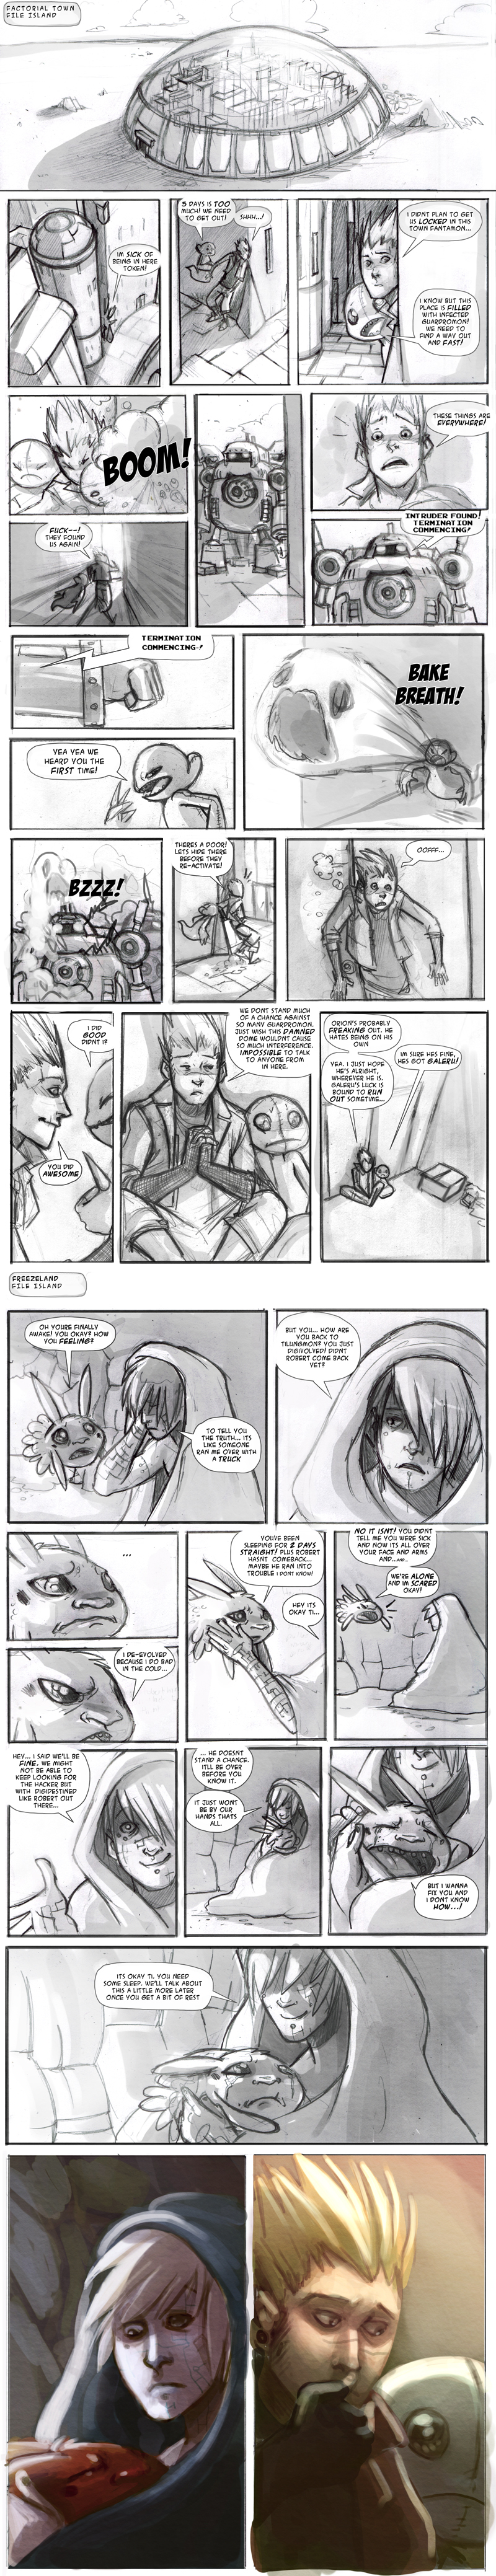 FACTORIAL TOWN
FILE ISLAND
IM SICK OF
BEING IN HERE
TOKEN!
5 DAYS IS TOO
MUCH! WE NEED
TO GET OUT!
SHHH...!
I DIDNT PLAN TO GET
US LOCKED IN THIS
TOWN FANTAMON...
I KNOW BUT THIS
PLACE IS FILLED
WITH INFECTED
GUARDROMON!
WE NEED TO
FIND A WAY OUT
AND FAST!
BOOM!
THESE THINGS ARE
EVERYWHERE!
FUCK--!
THEY FOUND
US AGAIN!
INTRUDER FOUND!
TERMINATION
COMMENCING!
TERMINATION
COMMENCING-!
YEA YEA WE
HEARD YOU THE
FIRST TIME!
BAKE
BREATH!
BZZZ!
THERES A DOOR!
LETS HIDE THERE
BEFORE THEY
RE-ACTIVATE!
OOFFF...
I DID
GOOD
DIDNT I?
YOU DID
AWESOME
WE DONT STAND MUCH
OF A CHANCE AGAINST
SO MANY GUARDROMON.
JUST WISH THIS DAMNED
DOME WOULDNT CAUSE
SO MUCH INTERFERENCE.
IMPOSSIBLE TO TALK
TO ANYONE FROM
IN HERE.
ORION'S PROBABLY
FREAKING OUT. HE
HATES BEING ON HIS
OWN
IM SURE HES FINE,
HES GOT GALERU!
YEA. I JUST HOPE
HE'S ALRIGHT,
WHEREVER HE IS.
GALERU'S LUCK IS
BOUND TO RUN
OUT SOMETIME...
FREEZELAND
FILE ISLAND
OH YOURE FINALLY
AWAKE! YOU OKAY? HOW
YOU FEELING?
TO TELL YOU
THE TRUTH... ITS
LIKE SOMEONE
RAN ME OVER WITH
A TRUCK
BUT YOU... HOW ARE
YOU BACK TO
TILUNGMON? YOU JUST
DIGIVOLVED! DIDNT
ROBERT COME BACK
YET?
...
I DE-EVOLVED
BECAUSE I DO BAD
IN THE COLD...
YOUVE BEEN
SLEEPING FOR 2 DAYS
STRAIGHT! PLUS ROBERT
HASNT COMEBACK...
MAYBE HE RAN INTO
TROUBLE I DONT KNOW!
HEY ITS
OKAY TI...
NO IT ISNT! YOU DIDNT
TELL ME YOU WERE SICK
AND NOW ITS ALL OVER
YOUR FACE AND ARMS
AND...AND..
WE'RE ALONE
AND IM SCARED
OKAY!
HEY... I SAID WE'LL BE
FINE. WE MIGHT
NOT BE ABLE TO
KEEP LOOKING FOR
THE HACKER BUT
WITH DIGIDESTINED
LIKE ROBERT OUT
THERE...
... HE DOESNT
STAND A CHANCE.
ITLL BE OVER
BEFORE YOU
KNOW IT.
IT JUST WONT
BE BY OUR
HANDS THATS
ALL.
BUT I WANNA
FIX YOU AND
I DONT KNOW
HOW...!
ITS OKAY TI. YOU NEED
SOME SLEEP. WE'LL TALK ABOUT
THIS A LITTLE MORE LATER
ONCE YOU GET A BIT OF REST